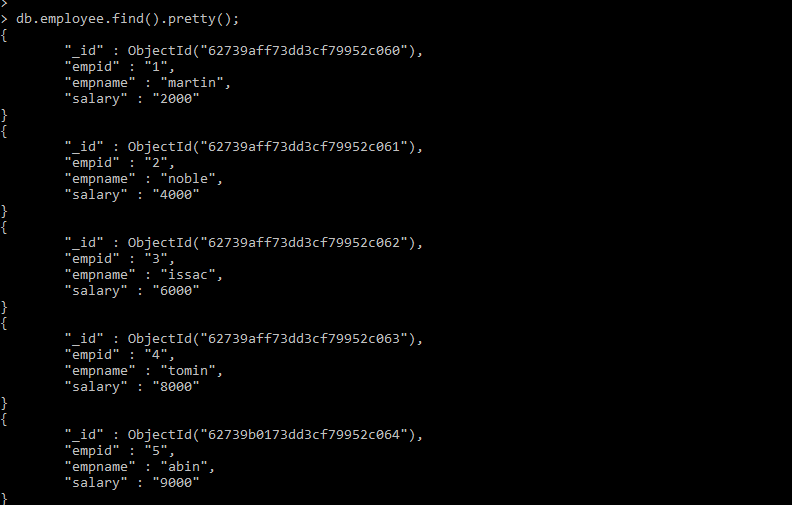 >
> db.employee.find().pretty();
{
        "_id" : ObjectId("62739aff73dd3cf79952c060"),
        "empid" : "1",
        "empname" : "martin",
        "salary" : "2000"
}
{
        "_id" : ObjectId("62739aff73dd3cf79952c061"),
        "empid" : "2",
        "empname" : "noble",
        "salary" : "4000"
}
{
        "_id" : ObjectId("62739aff73dd3cf79952c062"),
        "empid" : "3",
        "empname" : "issac",
        "salary" : "6000"
}
{
        "_id" : ObjectId("62739aff73dd3cf79952c063"),
        "empid" : "4",
        "empname" : "tomin",
        "salary" : "8000"
}
{
        "_id" : ObjectId("62739b0173dd3cf79952c064"),
        "empid" : "5",
        "empname" : "abin",
        "salary" : "9000"
}